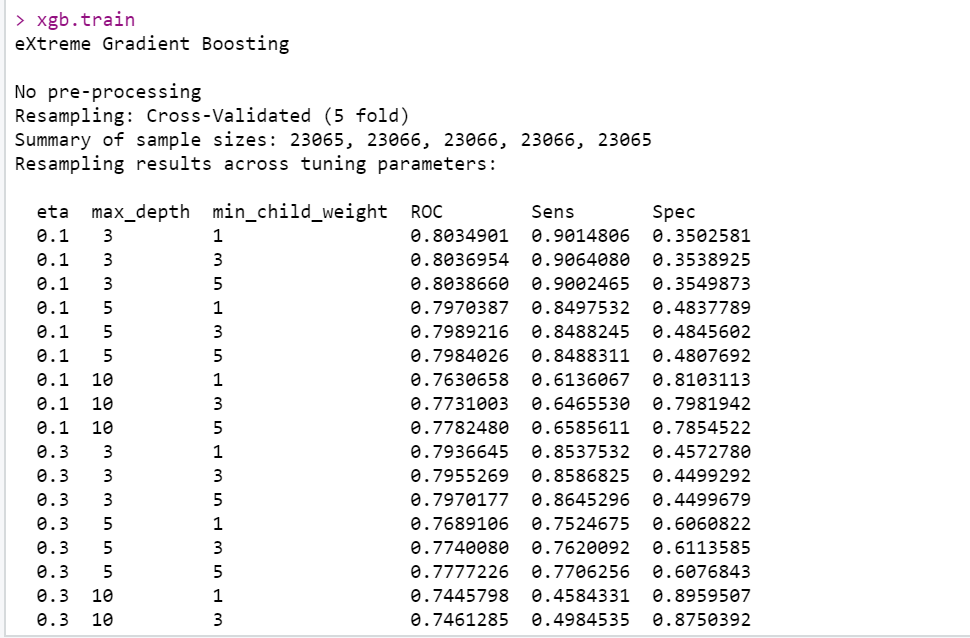 > xgb.train
eXtreme Gradient Boosting
No pre-processing
Resampling: Cross-Validated (5 fold)
Summary of sample sizes: 23065, 23066, 23066, 23066, 23065
Resampling results across tuning parameters:
eta max_depth min_child_weight ROC Sens Spec
0.1 3 1 0.8034901 0.9014806 0.3502581
0.1 3 3 0.8036954 0.9064080 0.3538925
0.1 3 5 0.8038660 0.9002465 0.3549873
0.1 5 1 0.7970387 0.8497532 0.4837789
0.1 5 3 0.7989216 0.8488245 0.4845602
0.1 5 5 0.7984026 0.8488311 0.4807692
0.1 10 1 0.7630658 0.6136067 0.8103113
0.1 10 3 0.7731003 0.6465530 0.7981942
0.1 10 5 0.7782480 0.6585611 0.7854522
0.3 3 1 0.7936645 0.8537532 0.4572780
0.3 3 3 0.7955269 0.8586825 0.4499292
0.3 3 5 0.7970177 0.8645296 0.4499679
0.3 5 1 0.7689106 0.7524675 0.6060822
0.3 5 3 0.7740080 0.7620092 0.6113585
0.3 5 5 0.7777226 0.7706256 0.6076843
0.3 10 1 0.7445798 0.4584331 0.8959507
0.3 10 3 0.7461285 0.4984535 0.8750392